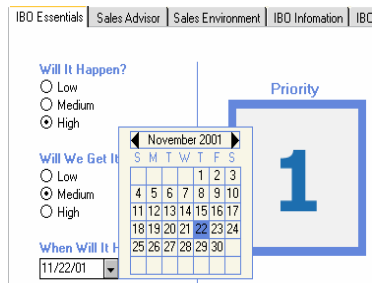 IBO Essentials Sales Advisor Sales Environment IBO Infomation IBO
Will It Happen?
Low
Medium
High
Priority
1
November 2001
S M T W T F S
1 2 3
4 5 6 7 8 9 10
11 12 13 14 15 16 17
18 19 20 21 22 23 24
25 26 27 28 29 30
Will We Get It
Low
Medium
High
When Will It H
11/22/01